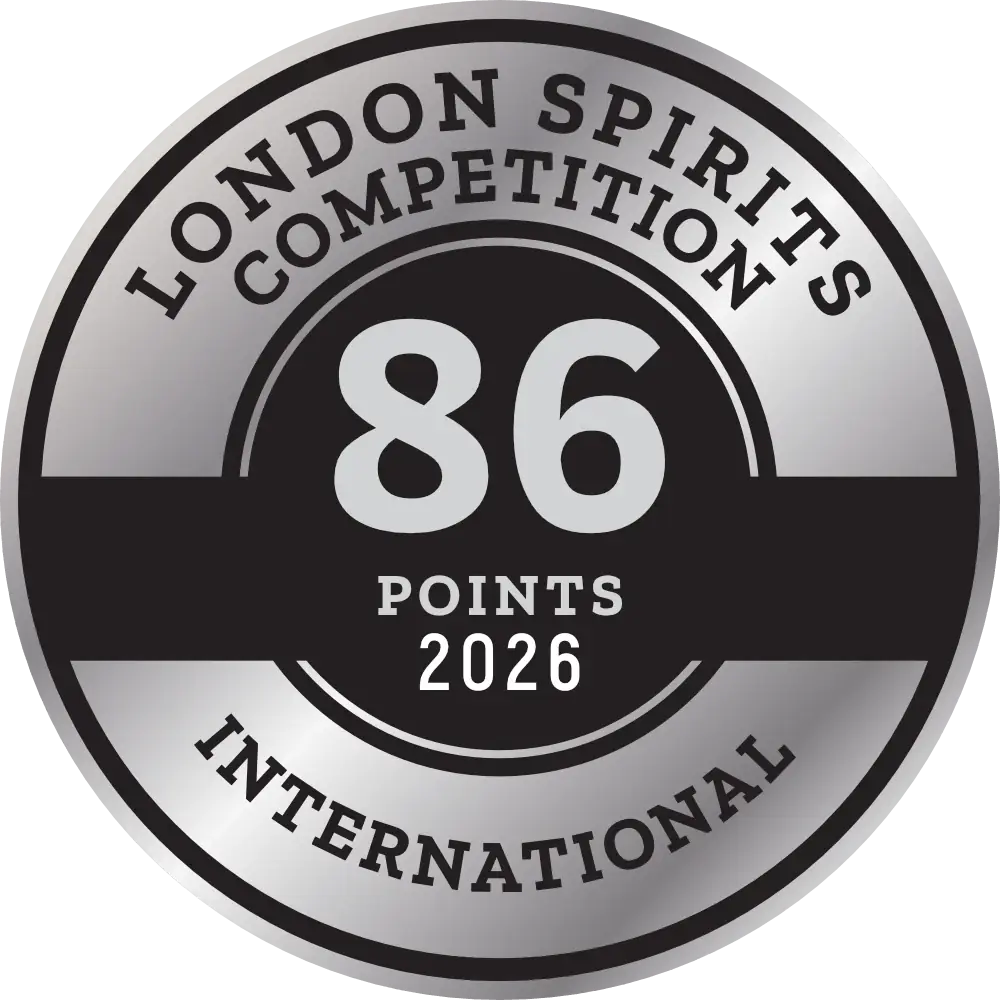 LONDON SPIRITS
COMPETITION
86
POINTS
2026
INTERNATIONAL